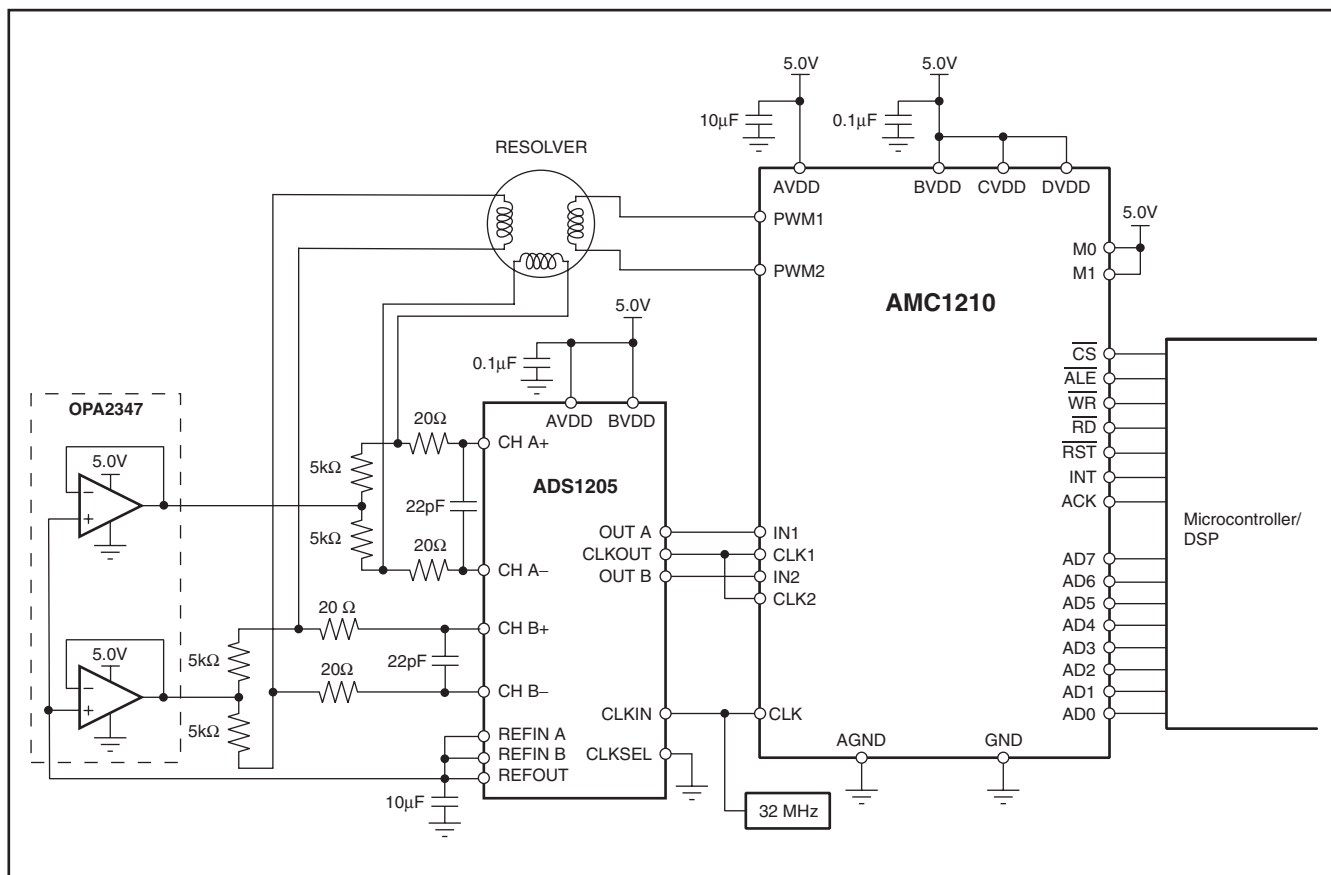 5.0V
5.0V
10µF
0.1µF
RESOLVER
AVDD
BVDD
CVDD
DVDD
PWM1
5.0V
M0
PWM2
M1
AMC1210
5.0V
CS
0.1µF
ALE
OPA2347
20Ω
AVDD
BVDD
WR
CH A+
RD
5.0V
5kΩ
RST
ADS1205
INT
22pF
ACK
Microcontroller/
DSP
5kΩ
OUT A
IN1
20Ω
CLKOUT
CLK1
AD7
CH A–
OUT B
IN2
AD6
CLK2
AD5
20 Ω
AD4
CH B+
5.0V
5kΩ
22pF
AD3
20Ω
AD2
CH B–
AD1
CLKIN
CLK
AD0
5kΩ
REFIN A
AGND
GND
REFIN B
CLKSEL
REFOUT
10µF
32 MHz